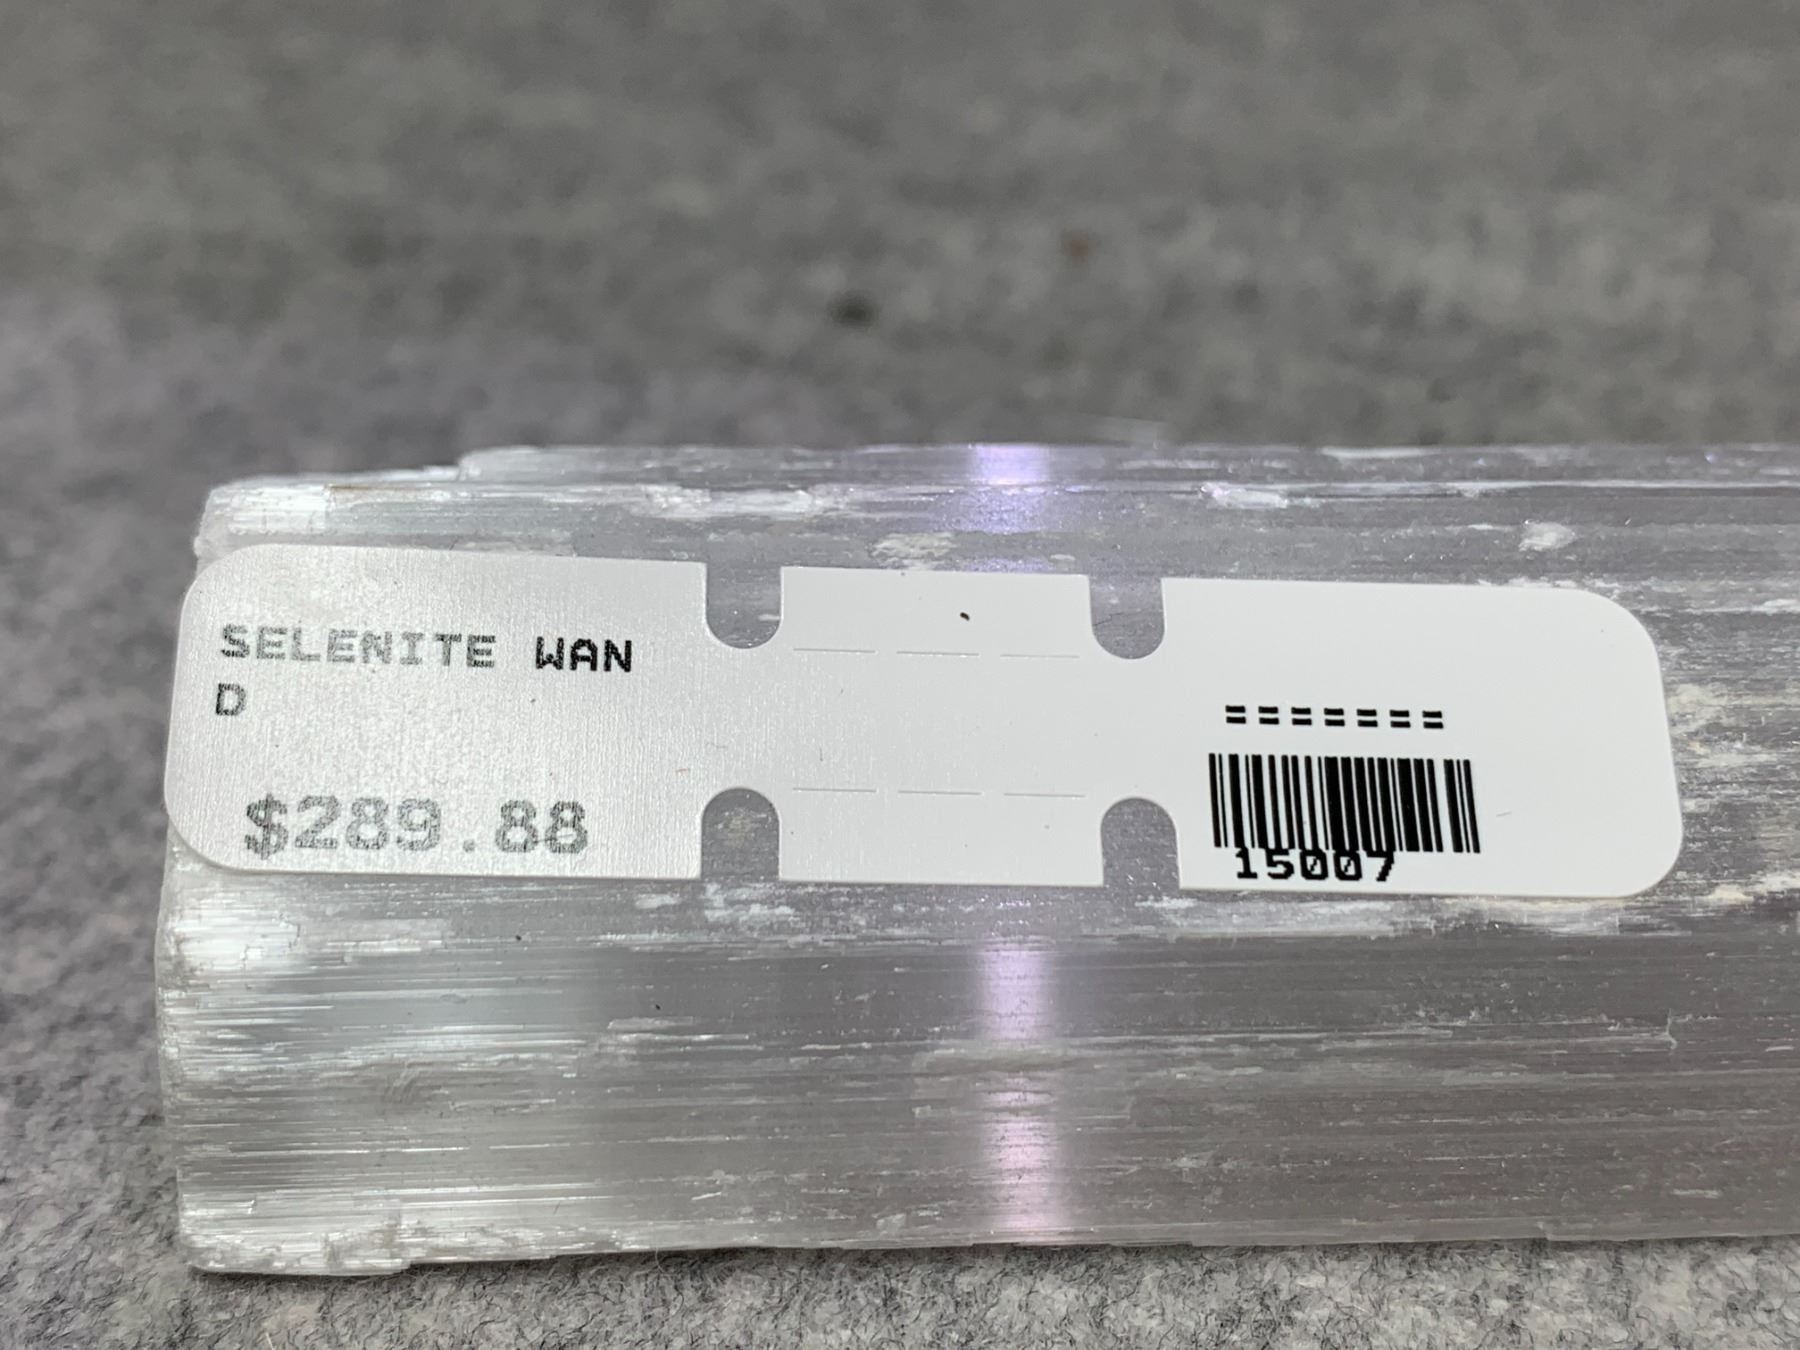 SELENITE WAN
D
$289.88
=======
15007